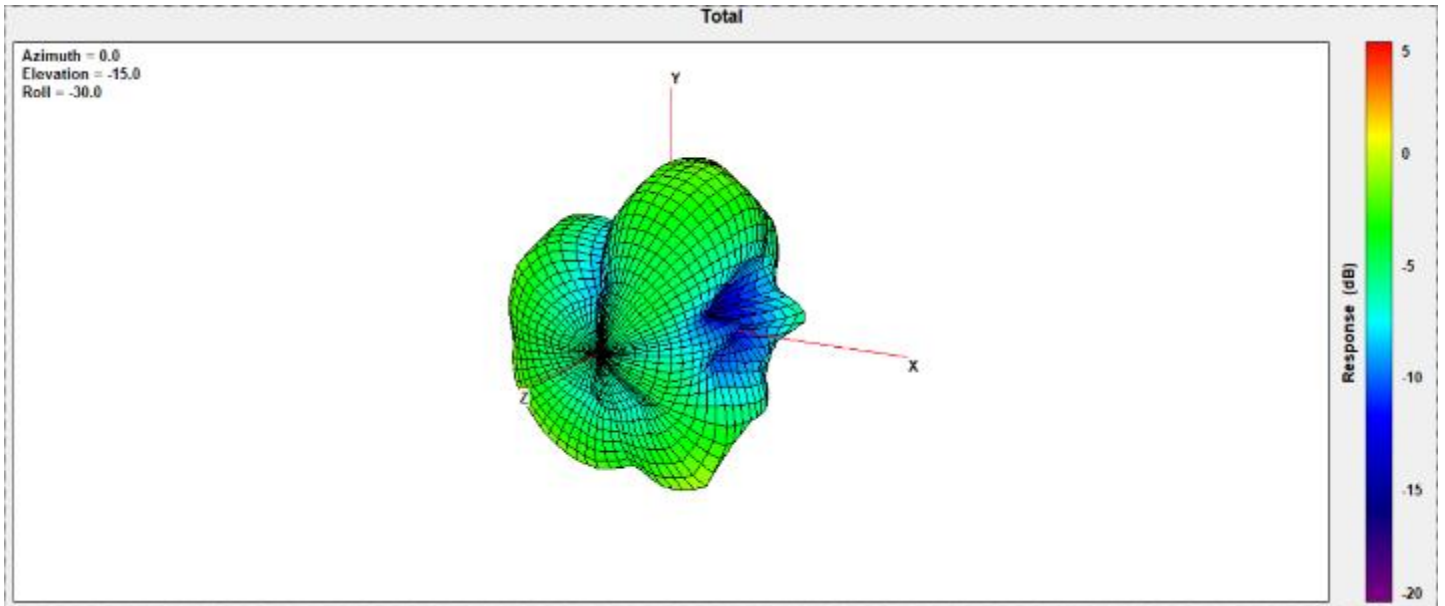 Total
Azimuth = 0.0
Elevation = -15.0
Roll = -30.0
Y
X
Z
5
0
-5
-10
-15
-20
Response (dB)